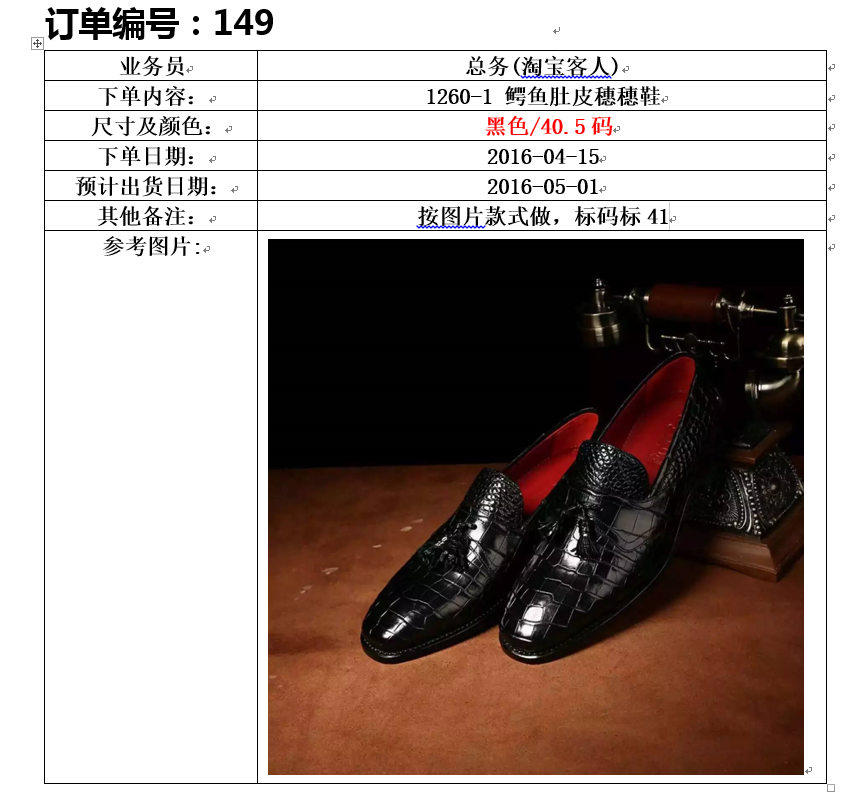 订单编号：149
业务员 总务(淘宝客人)
下单内容： 1260-1 鳄鱼肚皮穗穗鞋
尺寸及颜色： 黑色/40.5 码
下单日期： 2016-04-15
预计出货日期： 2016-05-01
其他备注： 按图片款式做，标码标 41
参考图片: